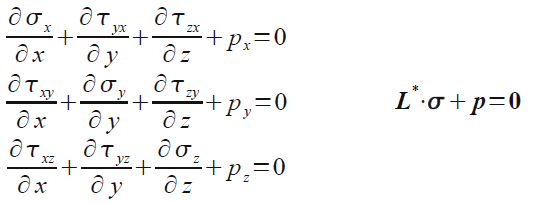 ∂σ_x/∂x + ∂τ_yx/∂y + ∂τ_zx/∂z + p_x = 0
∂τ_xy/∂x + ∂σ_y/∂y + ∂τ_zy/∂z + p_y = 0 L*·σ + p = 0
∂τ_xz/∂x + ∂τ_yz/∂y + ∂σ_z/∂z + p_z = 0